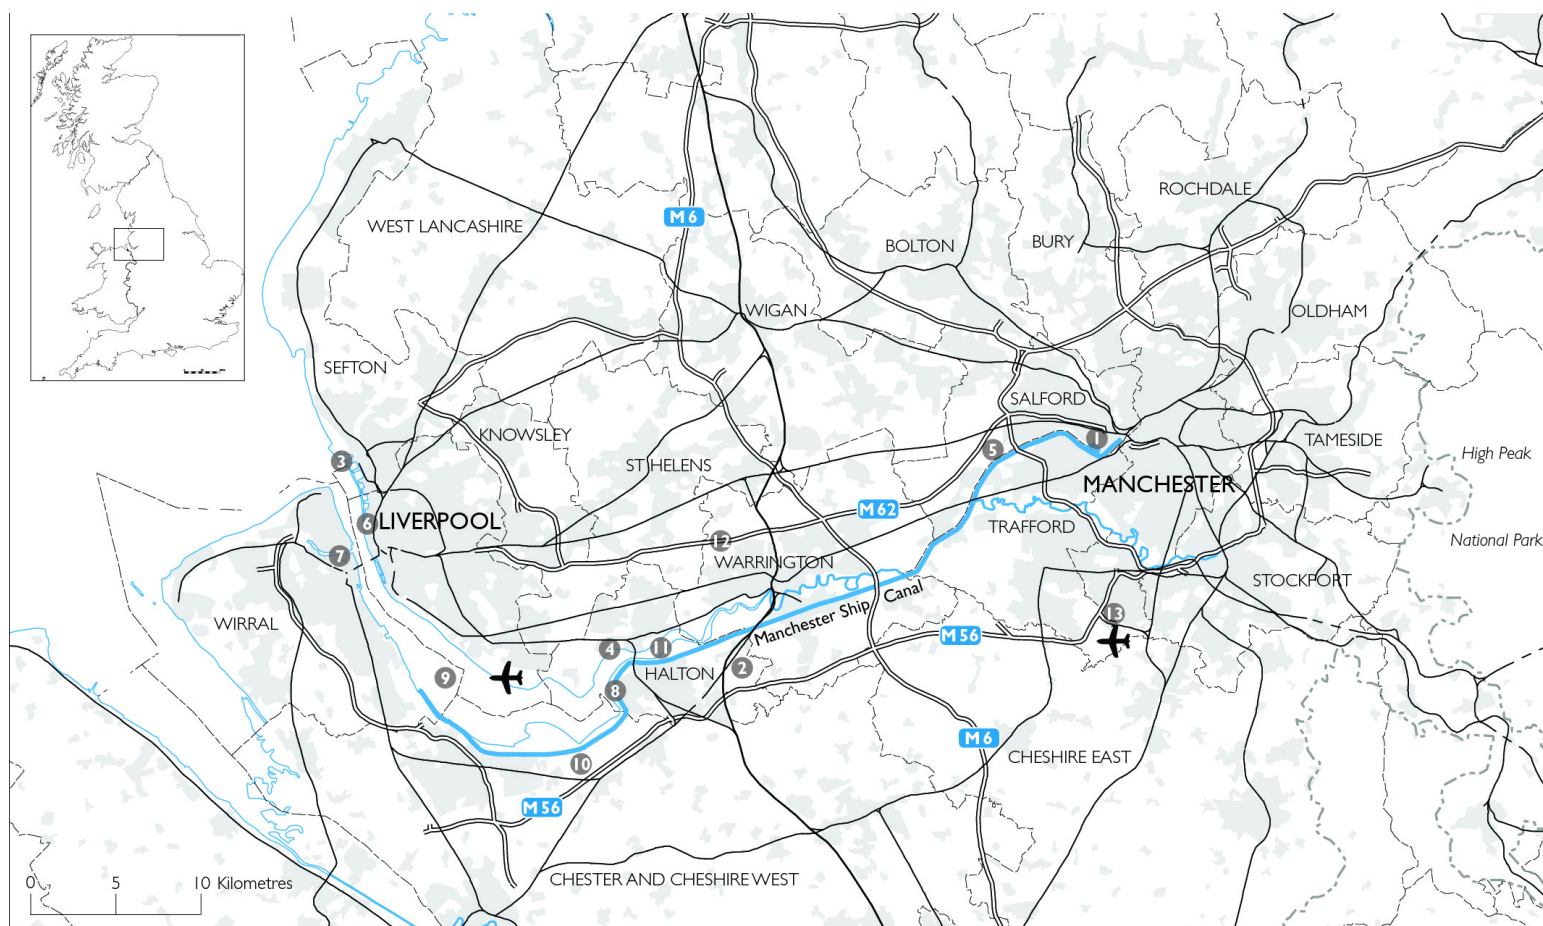 ROCHDALE
M6
WEST LANCASHIRE
BOLTON
BURY
WIGAN
OLDHAM
SEFTON
SALFORD
KNOWSLEY
1
TAMESIDE
5
High Peak
3
ST HELENS
MANCHESTER
M62
6
LIVERPOOL
TRAFFORD
12
National Park
7
WARRINGTON
STOCKPORT
Manchester Ship Canal
13
WIRRAL
M56
4
11
2
HALTON
9
8
M6
CHESHIRE EAST
10
M56
0 5 10 Kilometres
CHESTER AND CHESHIRE WEST